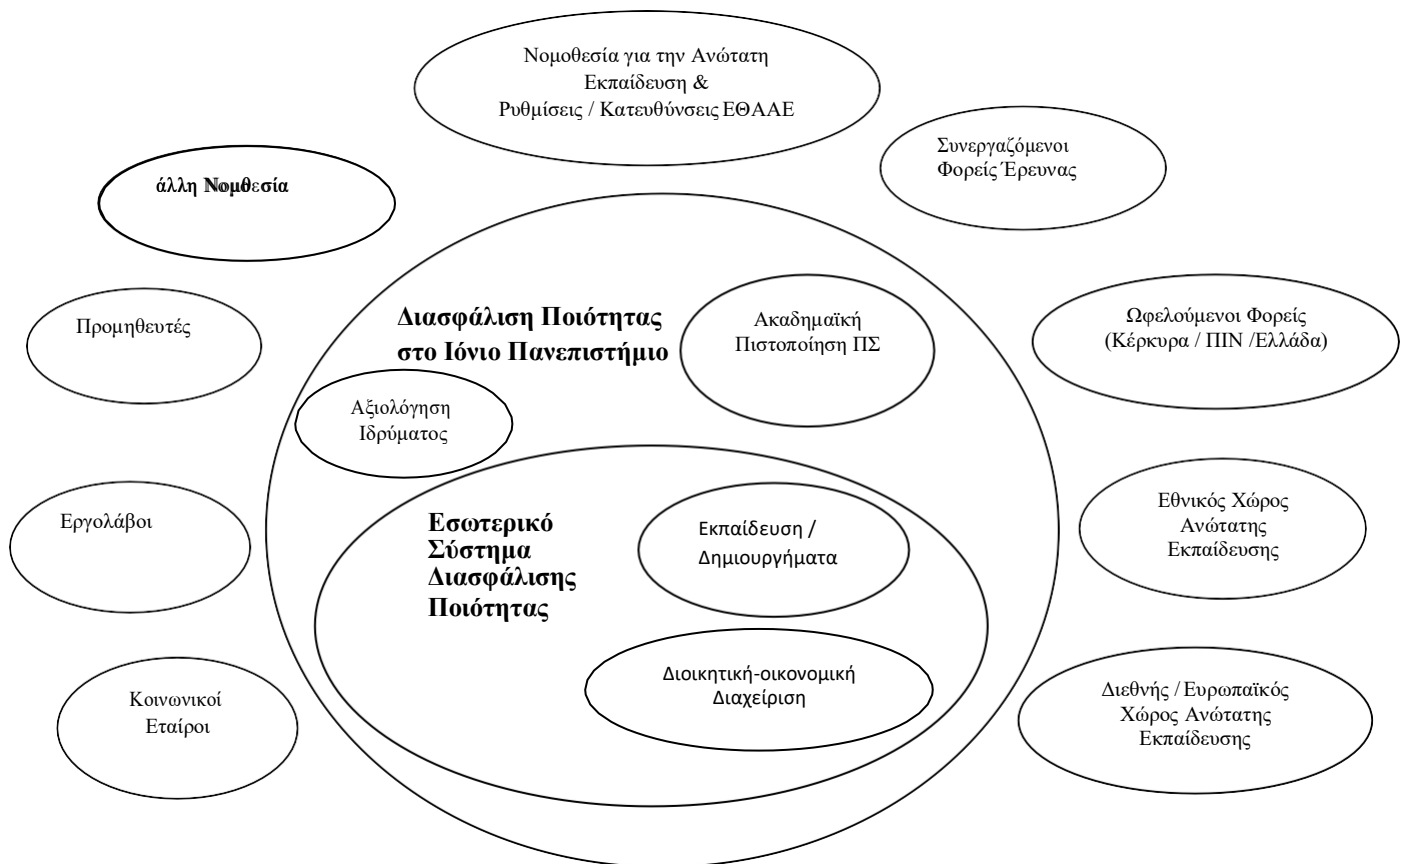 Νομοθεσία για την Ανώτατη
Εκπαίδευση &
Ρυθμίσεις / Κατευθύνσεις ΕΘΑΑΕ
Συνεργαζόμενοι
Φορείς Έρευνας
άλλη Νομοθεσία
Προμηθευτές
Διασφάλιση Ποιότητας
στο Ιόνιο Πανεπιστήμιο
Ακαδημαϊκή
Πιστοποίηση ΠΣ
Ωφελούμενοι Φορείς
(Κέρκυρα / ΠΙΝ /Ελλάδα)
Αξιολόγηση
Ιδρύματος
Εργολάβοι
Εσωτερικό
Σύστημα
Διασφάλισης
Ποιότητας
Εκπαίδευση /
Δημιουργήματα
Εθνικός Χώρος
Ανώτατης
Εκπαίδευσης
Κοινωνικοί
Εταίροι
Διοικητική-οικονομική
Διαχείριση
Διεθνής / Ευρωπαϊκός
Χώρος Ανώτατης
Εκπαίδευσης